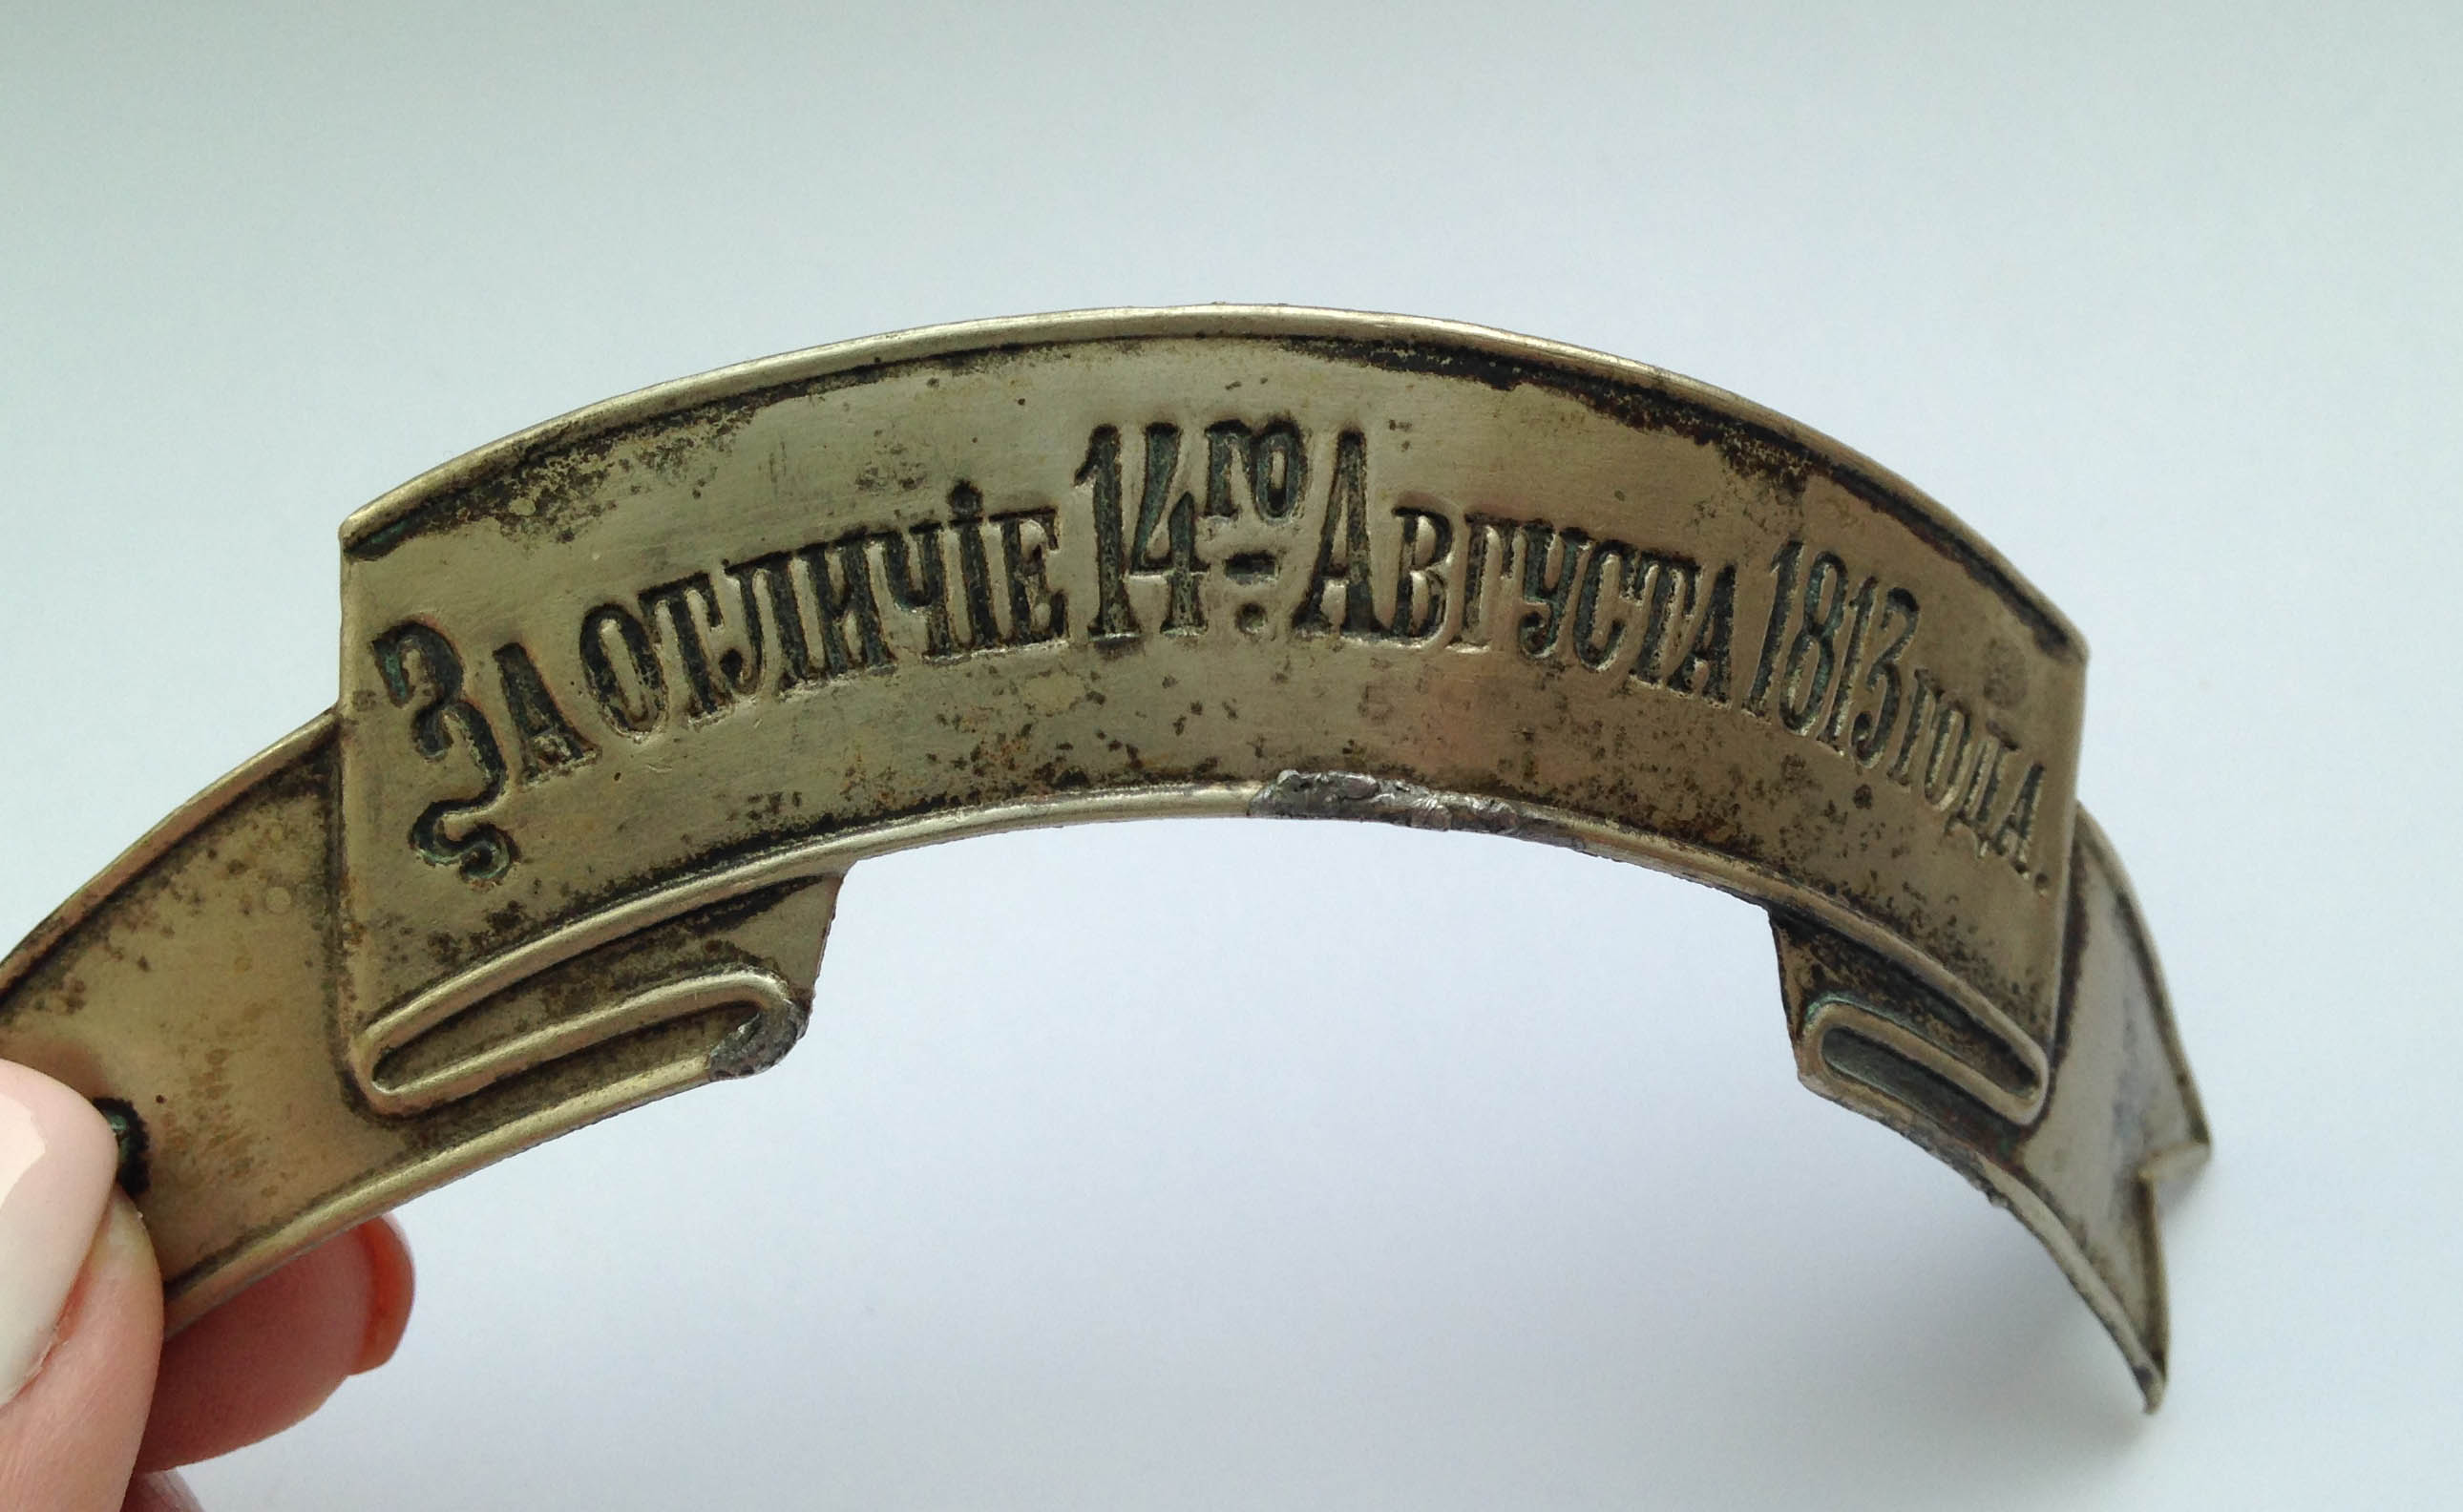 За отличіе 14го Августа 1813 года.